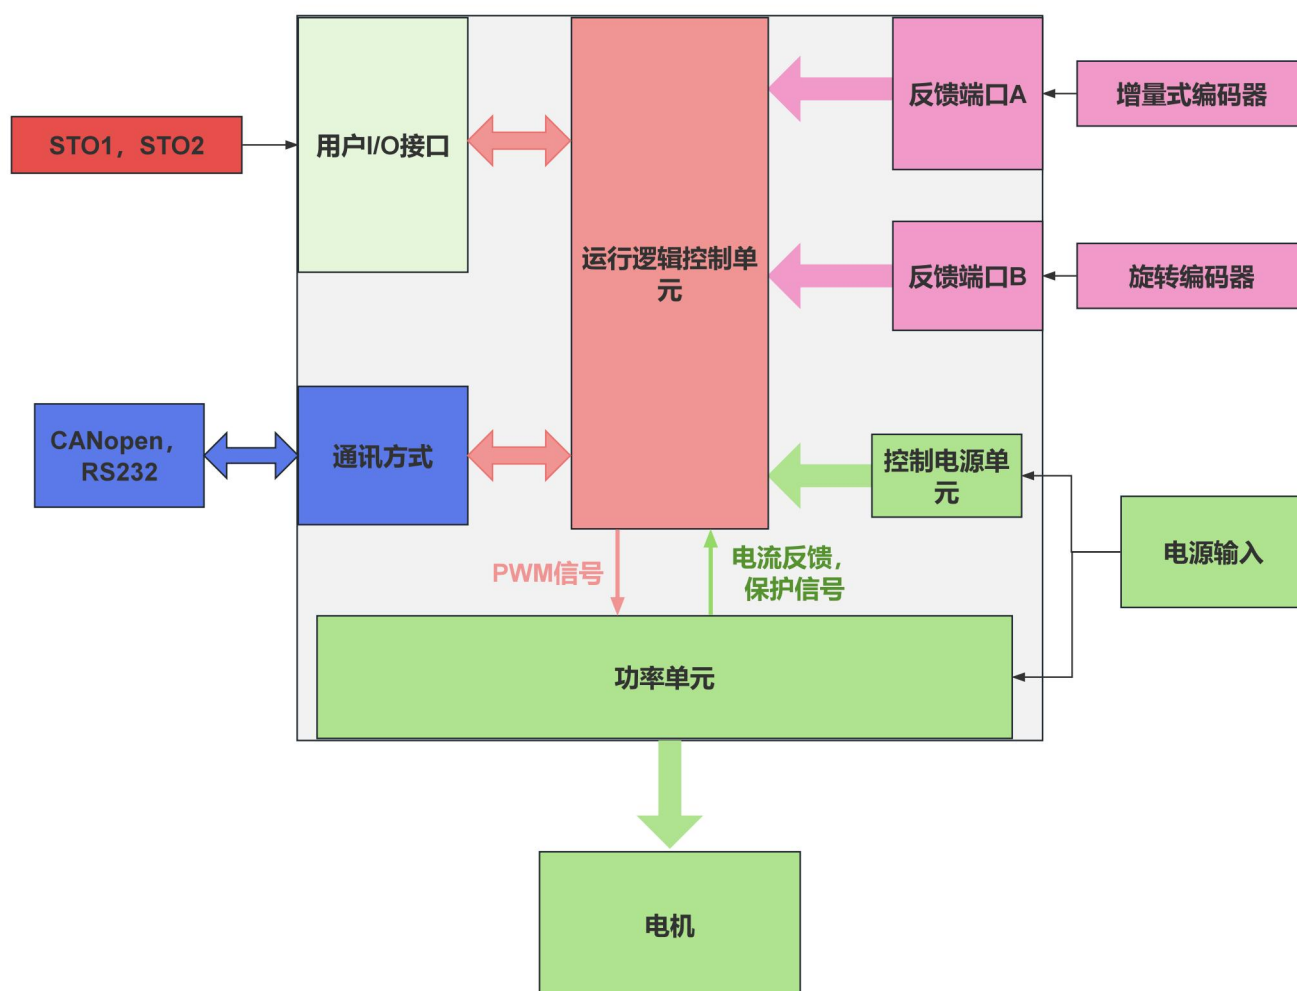 STO1，STO2
用户I/O接口
运行逻辑控制单
元
反馈端口A
增量式编码器
反馈端口B
旋转编码器
CANopen，
RS232
通讯方式
控制电源单
元
电源输入
PWM信号
电流反馈，
保护信号
功率单元
电机